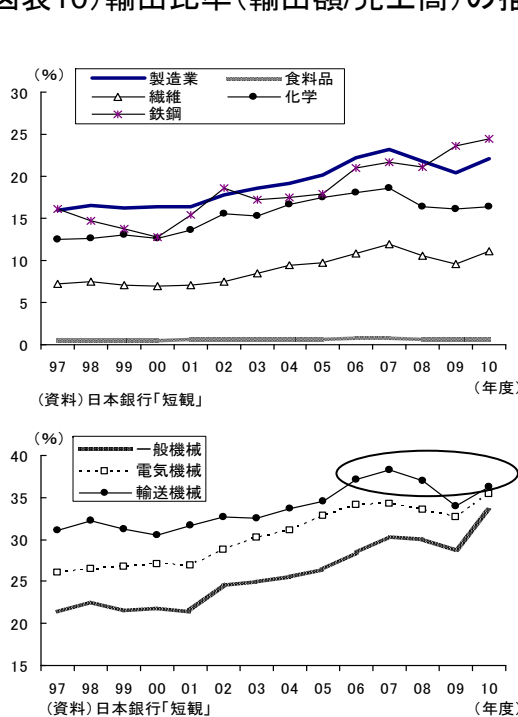 図表10)輸出比率(輸出額/売上高)の推
(%)
製造業 食料品
繊維 化学
鉄鋼
30
25
20
15
10
5
0
97 98 99 00 01 02 03 04 05 06 07 08 09 10
(年度)
(資料)日本銀行「短観」
(%)
一般機械
電気機械
輸送機械
40
35
30
25
20
15
97 98 99 00 01 02 03 04 05 06 07 08 09 10
(資料)日本銀行「短観」 (年度)